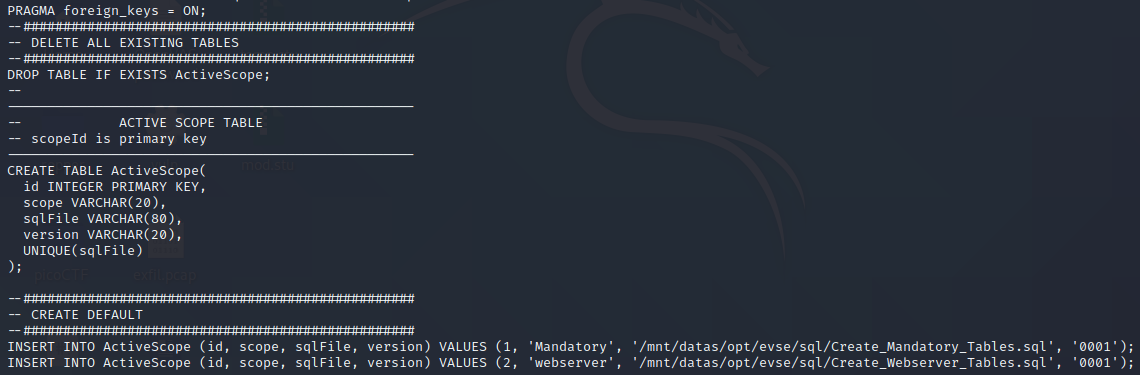 PRAGMA foreign_keys = ON;
--#################################################
-- DELETE ALL EXISTING TABLES
--#################################################
DROP TABLE IF EXISTS ActiveScope;
--
---------------------------------------------------
-- ACTIVE SCOPE TABLE
-- scopeId is primary key
---------------------------------------------------
CREATE TABLE ActiveScope(
id INTEGER PRIMARY KEY,
scope VARCHAR(20),
sqlFile VARCHAR(80),
version VARCHAR(20),
UNIQUE(sqlFile)
);
--#################################################
-- CREATE DEFAULT
--#################################################
INSERT INTO ActiveScope (id, scope, sqlFile, version) VALUES (1, 'Mandatory', '/mnt/datas/opt/evse/sql/Create_Mandatory_Tables.sql', '0001');
INSERT INTO ActiveScope (id, scope, sqlFile, version) VALUES (2, 'webserver', '/mnt/datas/opt/evse/sql/Create_Webserver_Tables.sql', '0001');